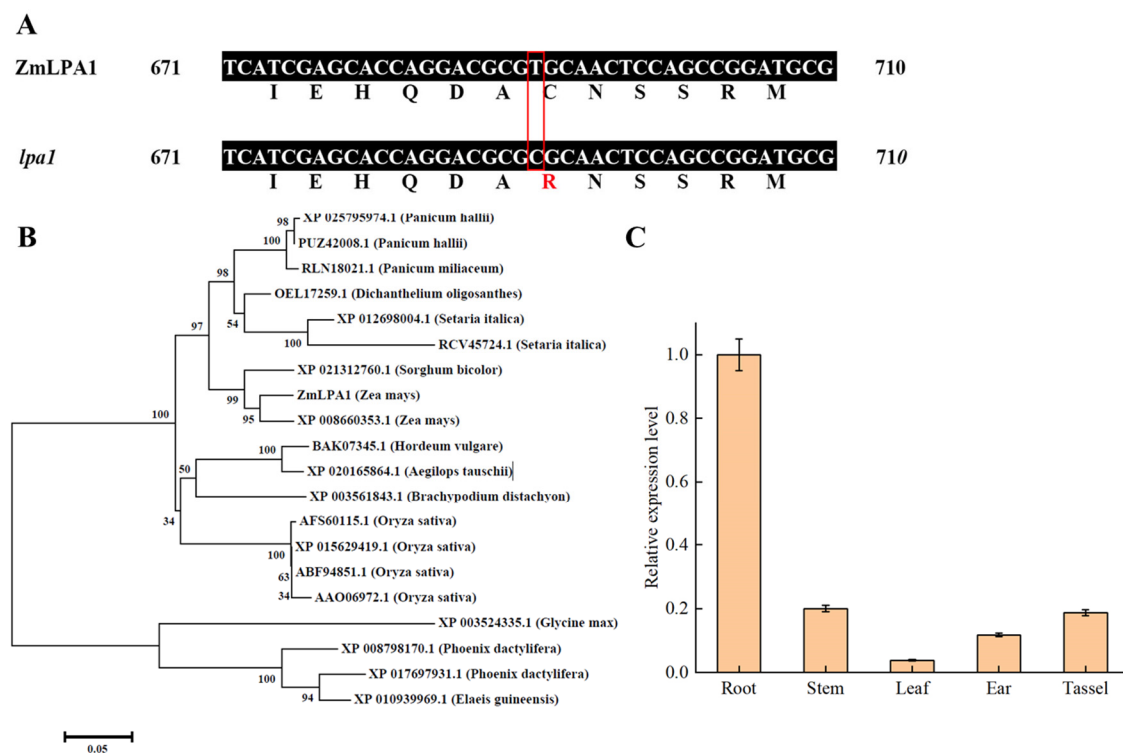 A
ZmLPA1 671 TCATCGAGCACCAGGACGCGTGCAACTCCAGCCGGATGCG 710
I E H Q D A C N S S R M
lpa1 671 TCATCGAGCACCAGGACGCGCGCAACTCCAGCCGGATGCG 710
I E H Q D A R N S S R M
B
XP 025795974.1 (Panicum hallii)
98
PUZ42008.1 (Panicum hallii)
100
RLN18021.1 (Panicum miliaceum)
98
OEL17259.1 (Dichanthelium oligosanthes)
54
XP 012698004.1 (Setaria italica)
97
100
RCV45724.1 (Setaria italica)
XP 021312760.1 (Sorghum bicolor)
99
ZmLPA1 (Zea mays)
95
XP 008660353.1 (Zea mays)
100
BAK07345.1 (Hordeum vulgare)
100
XP 020165864.1 (Aegilops tauschii)
50
XP 003561843.1 (Brachypodium distachyon)
34
AFS60115.1 (Oryza sativa)
XP 015629419.1 (Oryza sativa)
100
ABF94851.1 (Oryza sativa)
63
AAO06972.1 (Oryza sativa)
34
XP 003524335.1 (Glycine max)
XP 008798170.1 (Phoenix dactylifera)
100
XP 017697931.1 (Phoenix dactylifera)
94
XP 010939969.1 (Elaeis guineensis)
0.05
C
Relative expression level
1.0
0.8
0.6
0.4
0.2
0.0
Root Stem Leaf Ear Tassel